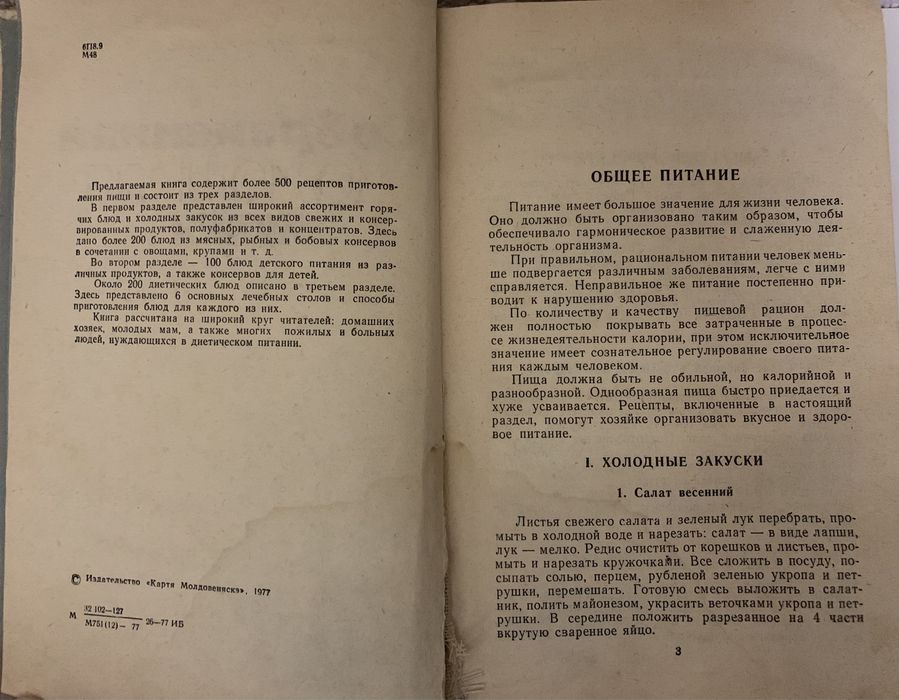 6П8.9
М48
Предлагаемая книга содержит более 500 рецептов приготов-
ления пищи и состоит из трех разделов.
В первом разделе представлен широкий ассортимент горя-
чих блюд и холодных закусок из всех видов свежих и консер-
вированных продуктов, полуфабрикатов и концентратов. Здесь
дано более 200 блюд из мясных, рыбных и бобовых консервов
в сочетании с овощами, крупами и т. д.
Во втором разделе — 100 блюд детского питания из раз-
личных продуктов, а также консервов для детей.
Около 200 диетических блюд описано в третьем разделе.
Здесь представлено 6 основных лечебных столов и способы
приготовления блюд для каждого из них.
Книга рассчитана на широкий круг читателей: домашних
хозяек, молодых мам, а также многих пожилых и больных
людей, нуждающихся в диетическом питании.
© Издательство «Картя Молдовеняскэ», 1977
М 32 102—127
М751(12)— 77 26—77 ИБ
ОБЩЕЕ ПИТАНИЕ
Питание имеет большое значение для жизни человека.
Оно должно быть организовано таким образом, чтобы
обеспечивало гармоническое развитие и слаженную дея-
тельность организма.
При правильном, рациональном питании человек мень-
ше подвергается различным заболеваниям, легче с ними
справляется. Неправильное же питание постепенно при-
водит к нарушению здоровья.
По количеству и качеству пищевой рацион дол-
жен полностью покрывать все затраченные в процес-
се жизнедеятельности калории, при этом исключительное
значение имеет сознательное регулирование своего пита-
ния каждым человеком.
Пища должна быть не обильной, но калорийной и
разнообразной. Однообразная пища быстро приедается и
хуже усваивается. Рецепты, включенные в настоящий
раздел, помогут хозяйке организовать вкусное и здоро-
вое питание.
I. ХОЛОДНЫЕ ЗАКУСКИ
1. Салат весенний
Листья свежего салата и зеленый лук перебрать, про-
мыть в холодной воде и нарезать: салат — в виде лапши,
лук — мелко. Редис очистить от корешков и листьев, про-
мыть и нарезать кружочками. Все сложить в посуду, по-
сыпать солью, перцем, рубленой зеленью укропа и пет-
рушки, перемешать. Готовую смесь выложить в салат-
ник, полить майонезом, украсить веточками укропа и пет-
рушки. В середине положить разрезанное на 4 части
вкрутую сваренное яйцо.
3